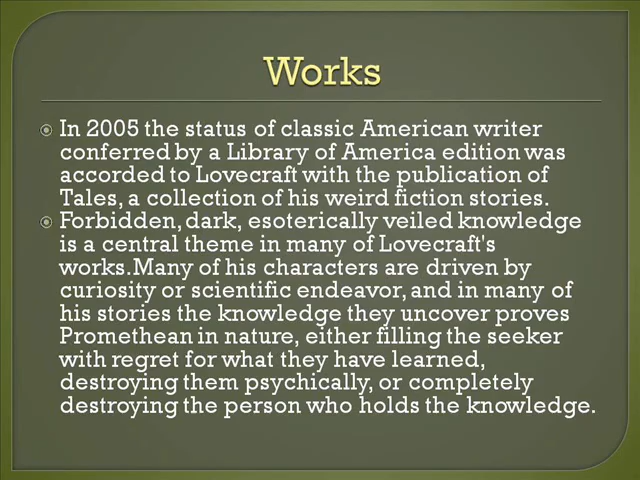 Works
In 2005 the status of classic American writer
conferred by a Library of America edition was
accorded to Lovecraft with the publication of
Tales, a collection of his weird fiction stories.
Forbidden, dark, esoterically veiled knowledge
is a central theme in many of Lovecraft's
works.Many of his characters are driven by
curiosity or scientific endeavor, and in many of
his stories the knowledge they uncover proves
Promethean in nature, either filling the seeker
with regret for what they have learned,
destroying them psychically, or completely
destroying the person who holds the knowledge.